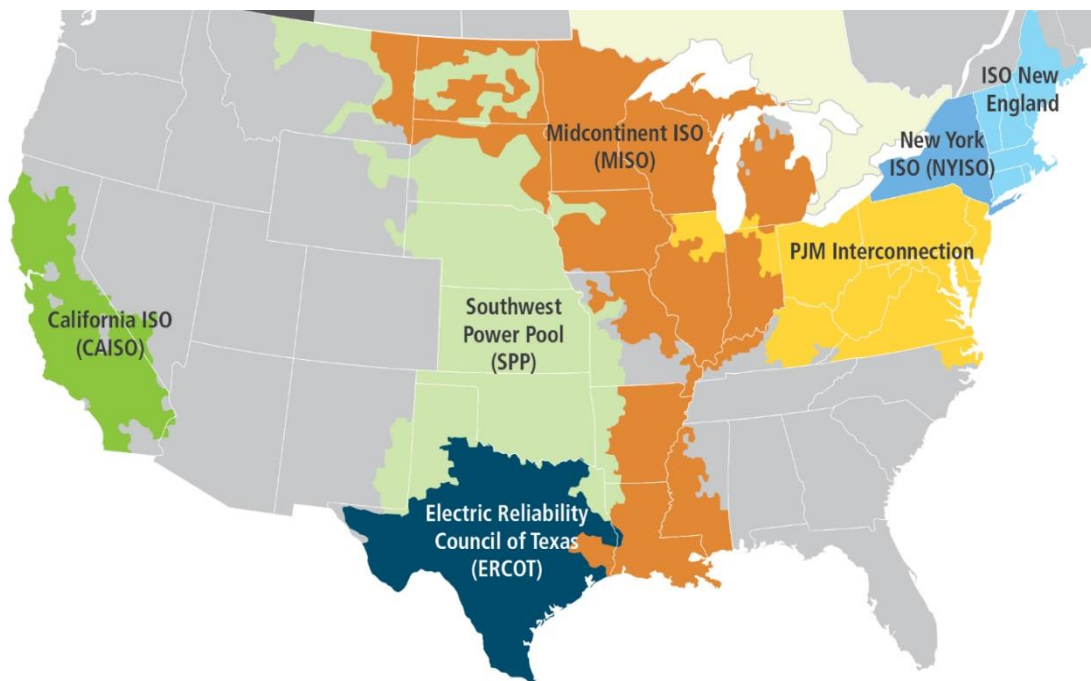 ISO New
England
Midcontinent ISO
(MISO)
New York
ISO (NYISO)
PJM Interconnection
California ISO
(CAISO)
Southwest
Power Pool
(SPP)
Electric Reliability
Council of Texas
(ERCOT)